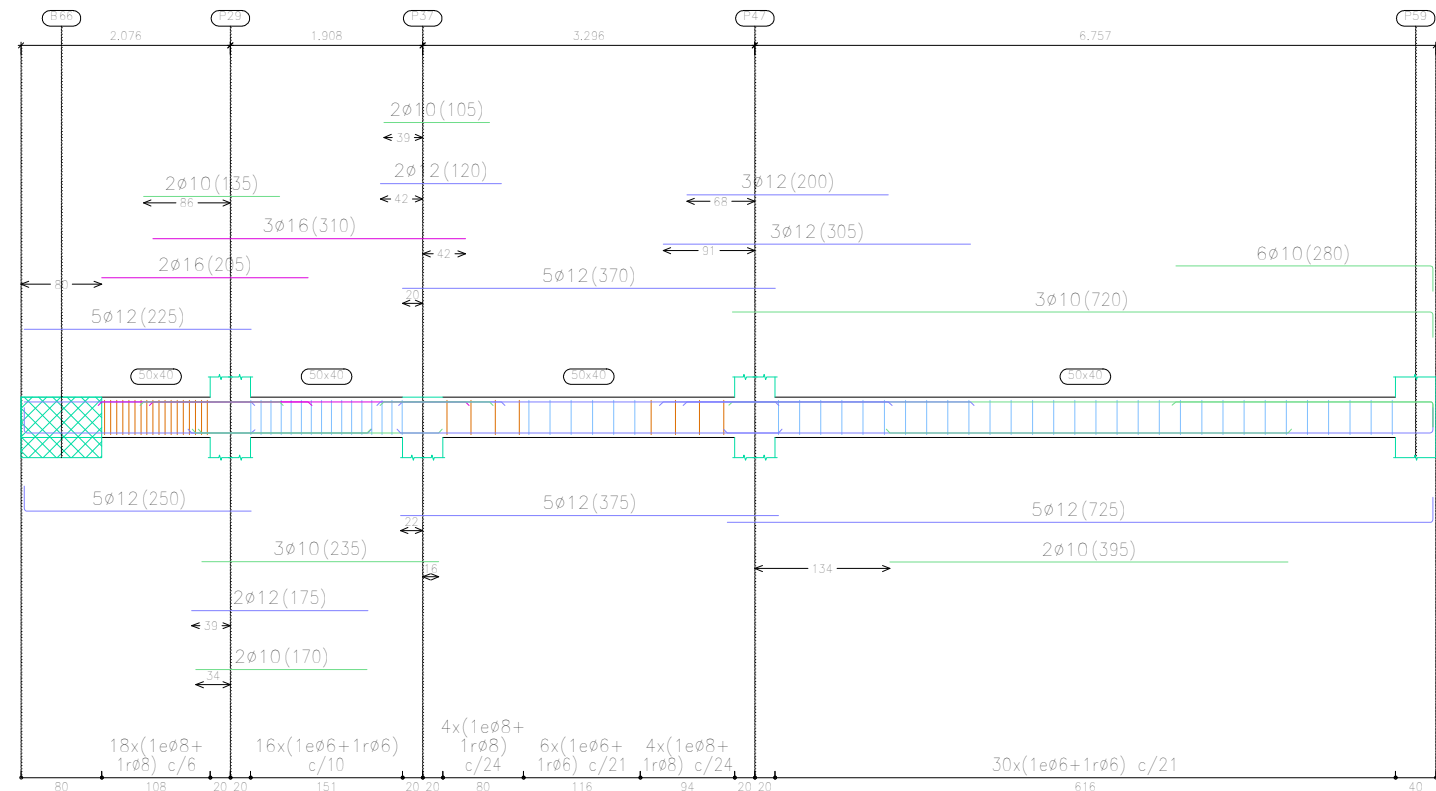 B66 P29 P37 P47 P59
2.076 1.908 3.296 6.757
2ø10(105)
39
2ø12(120)
42
2ø10(135)
86
3ø12(200)
68
3ø16(310)
42
3ø12(305)
91
6ø10(280)
2ø16(205)
80
5ø12(370)
20
3ø10(720)
5ø12(225)
50x40 50x40 50x40 50x40
5ø12(250)
5ø12(375)
22
5ø12(725)
3ø10(235)
16
2ø10(395)
134
2ø12(175)
39
2ø10(170)
34
18x(1eø8+
1rø8) c/6
16x(1eø6+1rø6)
c/10
4x(1eø8+
1rø8)
c/24
6x(1eø6+
1rø6) c/21
4x(1eø8+
1rø8) c/24
30x(1eø6+1rø6) c/21
80 108 20 20 151 20 20 80 116 94 20 20 616 40